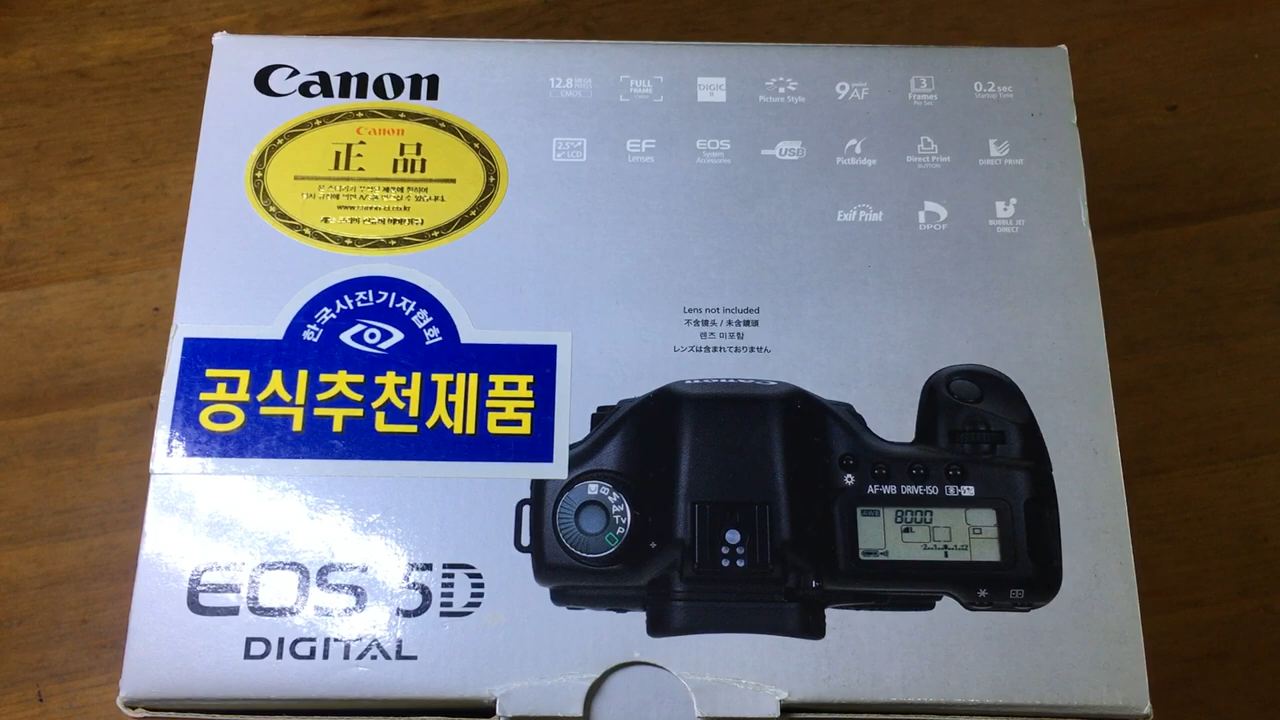 Canon
Canon
正品
www.canon-ci.co.kr
한국사진기자협회
공식추천제품
EOS 5D
DIGITAL
12.8 MEGA PIXELS CMOS
FULL FRAME
DIGIC II
Picture Style
9 point AF
3 Frames Per Sec
0.2 sec Startup Time
2.5" LCD
EF Lenses
EOS System Accessories
USB
PictBridge
Direct Print BUTTON
DIRECT PRINT
Exif Print
DPOF
BUBBLE JET DIRECT
Lens not included
不含镜头 / 未含鏡頭
렌즈 미포함
レンズは含まれておりません
Canon
AF·WB DRIVE·ISO
B M Av Tv P
8000